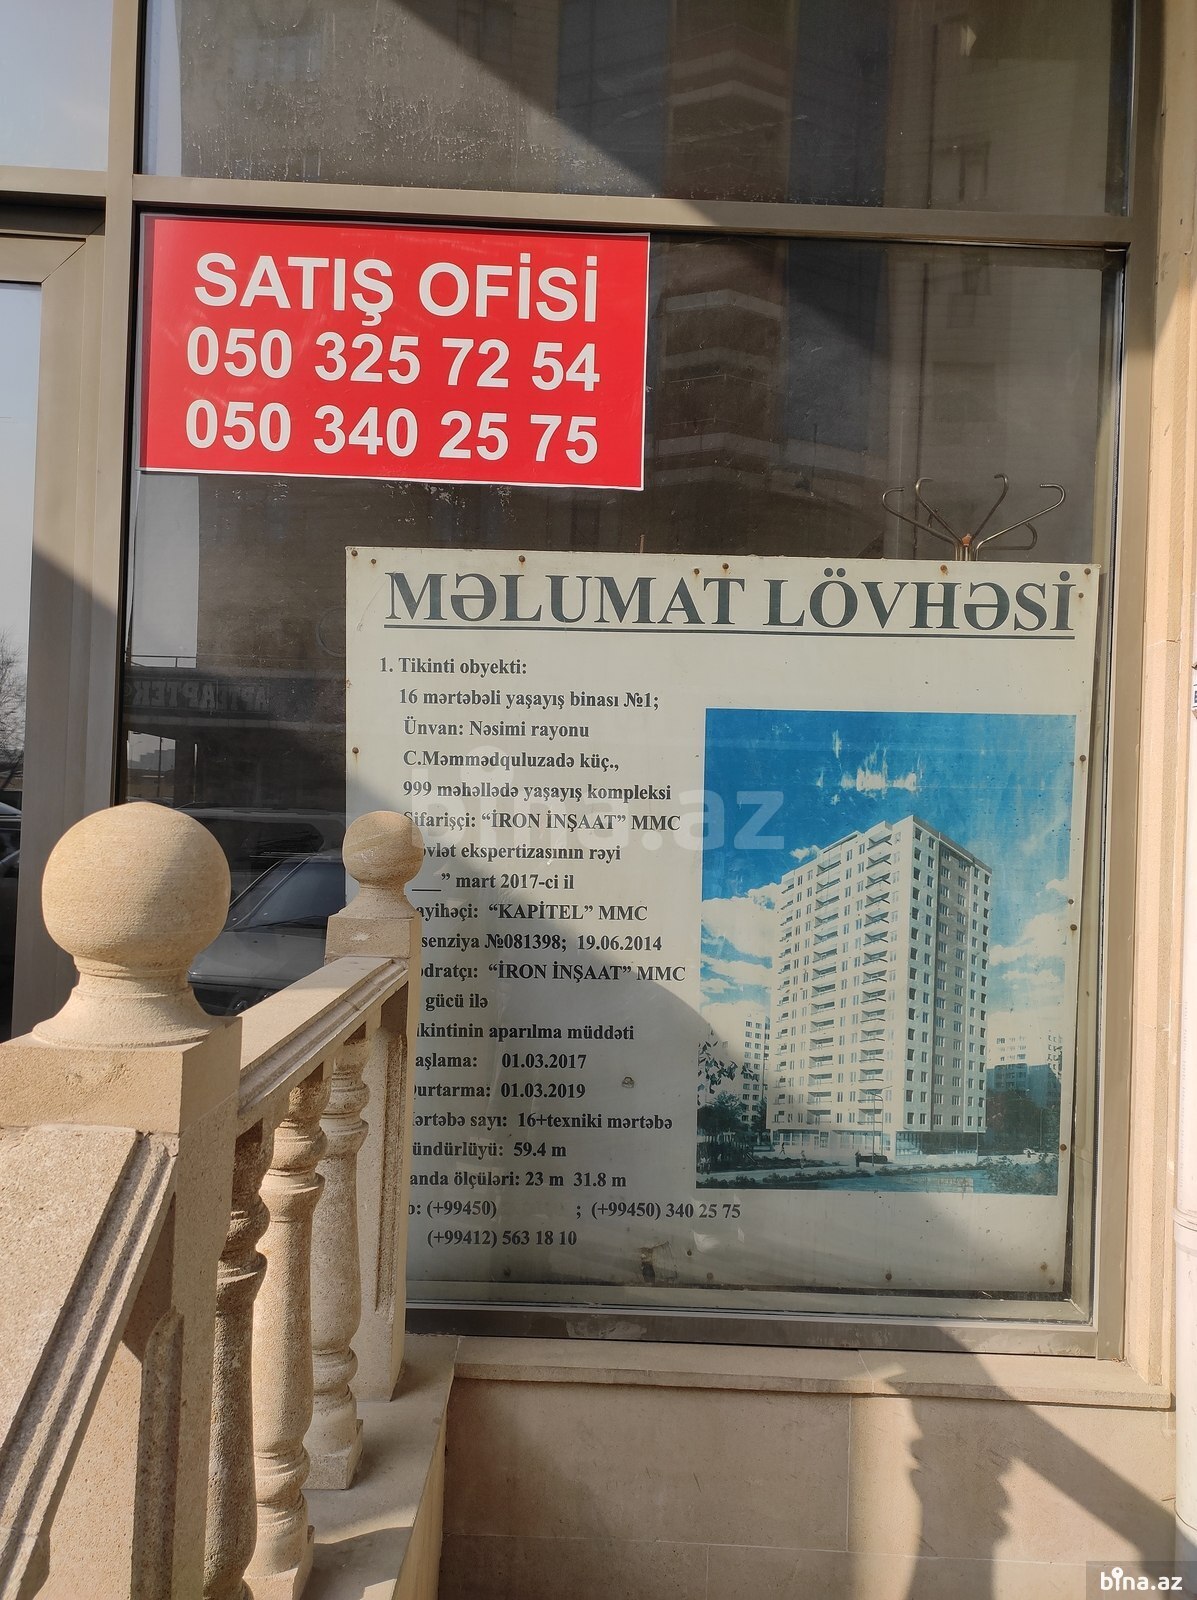 SATIŞ OFİSİ
050 325 72 54
050 340 25 75
MƏLUMAT LÖVHƏSİ
1. Tikinti obyekti:
16 mərtəbəli yaşayış binası №1;
Ünvan: Nəsimi rayonu
C.Məmmədquluzadə küç.,
999 məhəllədə yaşayış kompleksi
Sifarişçi: “İRON İNŞAAT” MMC
ekspertizasının rəyi
” mart 2017-ci il
“KAPİTEL” MMC
№081398; 19.06.2014
“İRON İNŞAAT” MMC
gücü ilə
aparılma müddəti
01.03.2017
01.03.2019
sayı: 16+texniki mərtəbə
59.4 m
ölçüləri: 23 m 31.8 m
(+99450) ; (+99450) 340 25 75
(+99412) 563 18 10
bina.az
bina.az